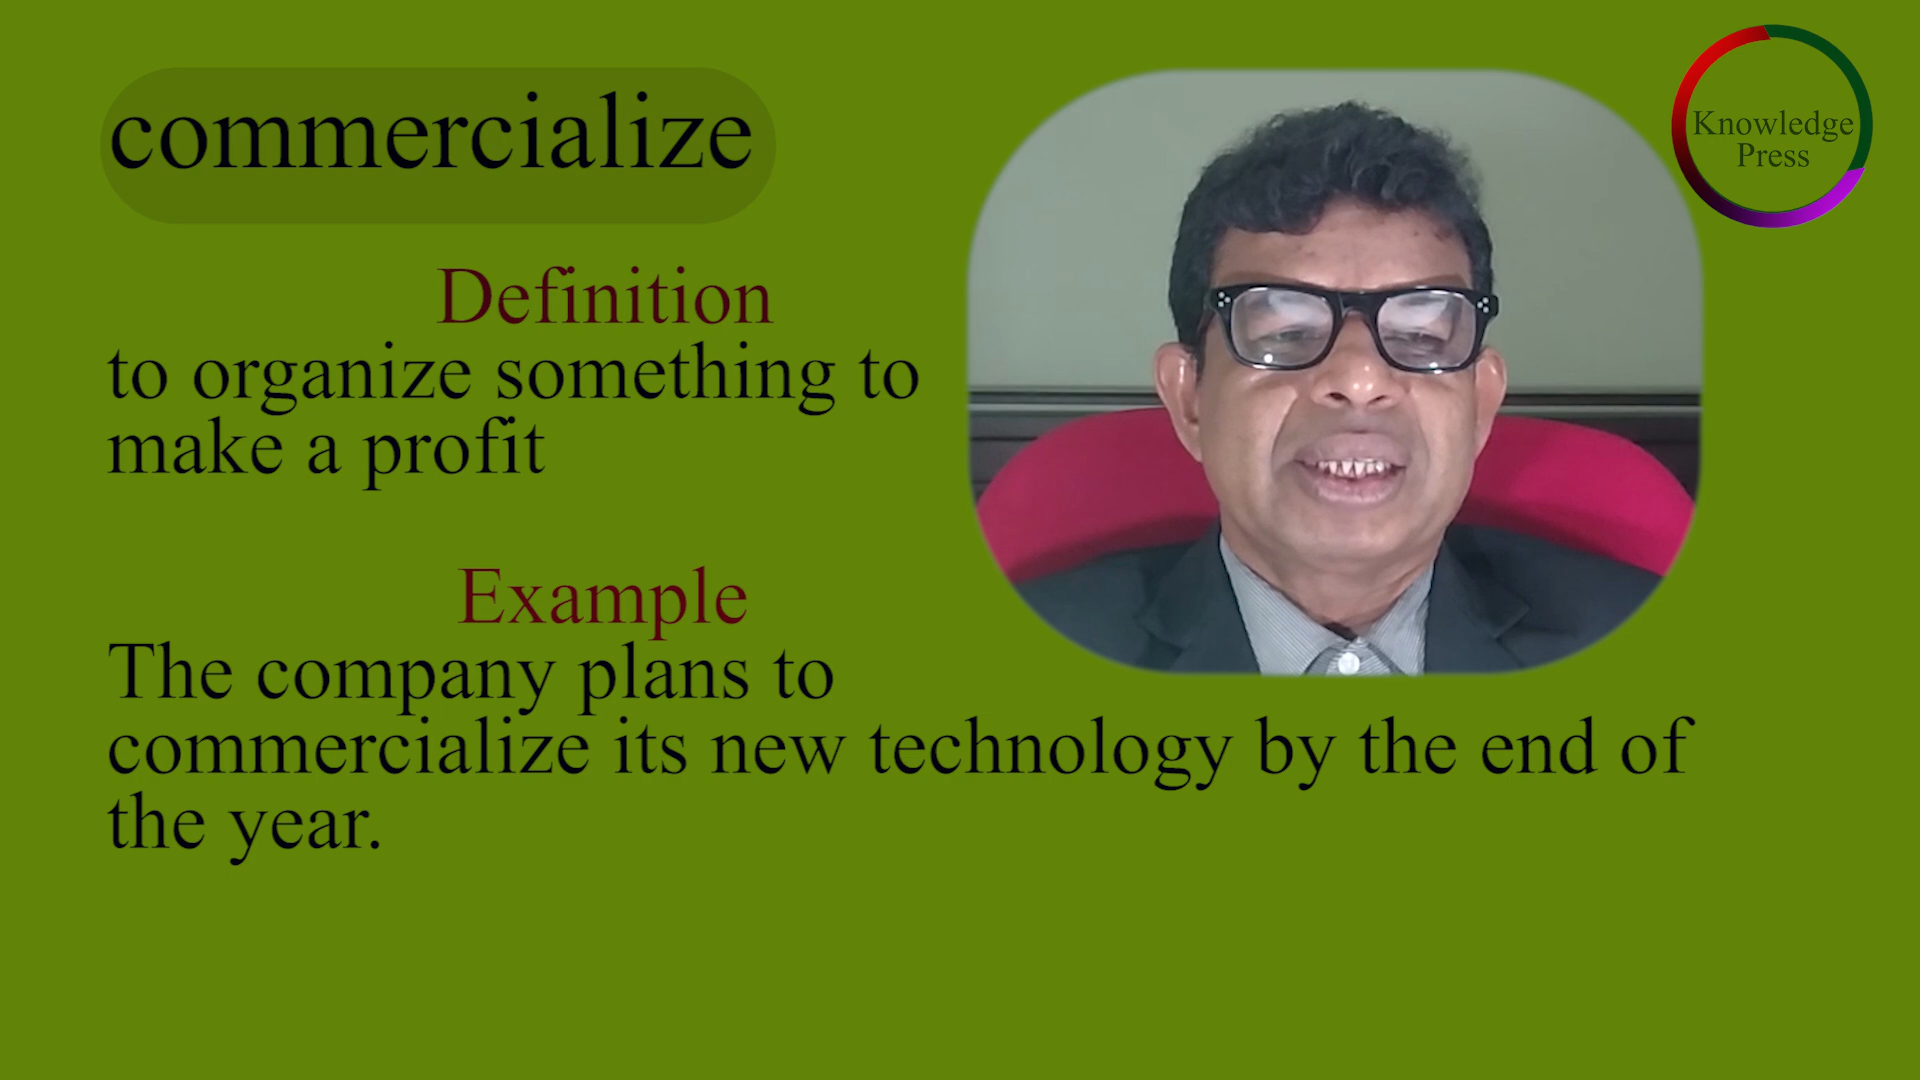 commercialize
Knowledge
Press
Definition
to organize something to
make a profit
Example
The company plans to
commercialize its new technology by the end of
the year.